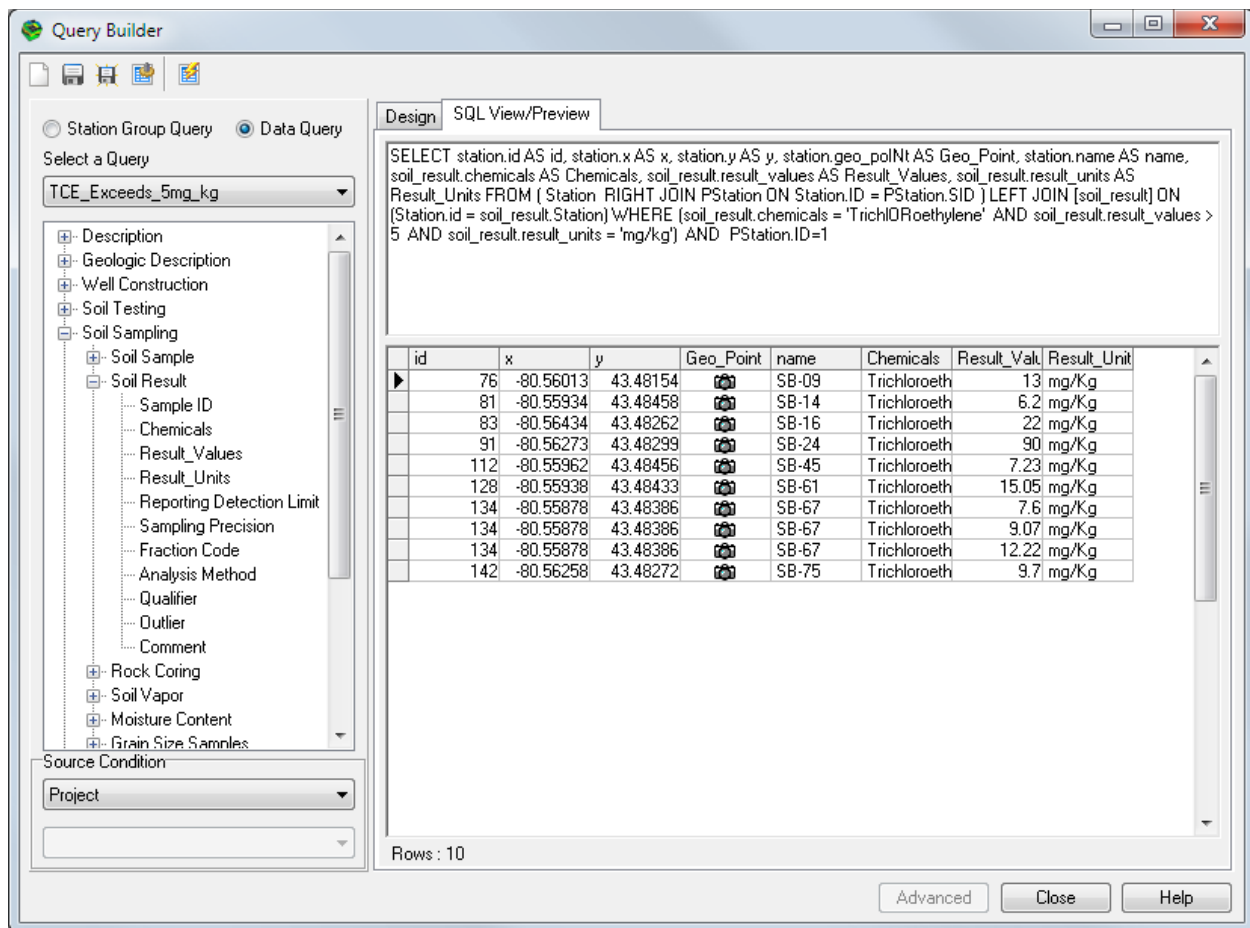 Query Builder
Station Group Query Data Query
Select a Query
TCE_Exceeds_5mg_kg
Description
Geologic Description
Well Construction
Soil Testing
Soil Sampling
Soil Sample
Soil Result
Sample ID
Chemicals
Result_Values
Result_Units
Reporting Detection Limit
Sampling Precision
Fraction Code
Analysis Method
Qualifier
Outlier
Comment
Rock Coring
Soil Vapor
Moisture Content
Grain Size Samples
Source Condition
Project
Design SQL View/Preview
SELECT station.id AS id, station.x AS x, station.y AS y, station.geo_poINt AS Geo_Point, station.name AS name,
soil_result.chemicals AS Chemicals, soil_result.result_values AS Result_Values, soil_result.result_units AS
Result_Units FROM ( Station RIGHT JOIN PStation ON Station.ID = PStation.SID ) LEFT JOIN [soil_result] ON
(Station.id = soil_result.Station) WHERE (soil_result.chemicals = 'TrichlORoethylene' AND soil_result.result_values >
5 AND soil_result.result_units = 'mg/kg') AND PStation.ID=1
id x y Geo_Point name Chemicals Result_Valu Result_Unit
76 -80.56013 43.48154 SB-09 Trichloroeth 13 mg/Kg
81 -80.55934 43.48458 SB-14 Trichloroeth 6.2 mg/Kg
83 -80.56434 43.48262 SB-16 Trichloroeth 22 mg/Kg
91 -80.56273 43.48299 SB-24 Trichloroeth 90 mg/Kg
112 -80.55962 43.48456 SB-45 Trichloroeth 7.23 mg/Kg
128 -80.55938 43.48433 SB-61 Trichloroeth 15.05 mg/Kg
134 -80.55878 43.48386 SB-67 Trichloroeth 7.6 mg/Kg
134 -80.55878 43.48386 SB-67 Trichloroeth 9.07 mg/Kg
134 -80.55878 43.48386 SB-67 Trichloroeth 12.22 mg/Kg
142 -80.56258 43.48272 SB-75 Trichloroeth 9.7 mg/Kg
Rows : 10
Advanced Close Help